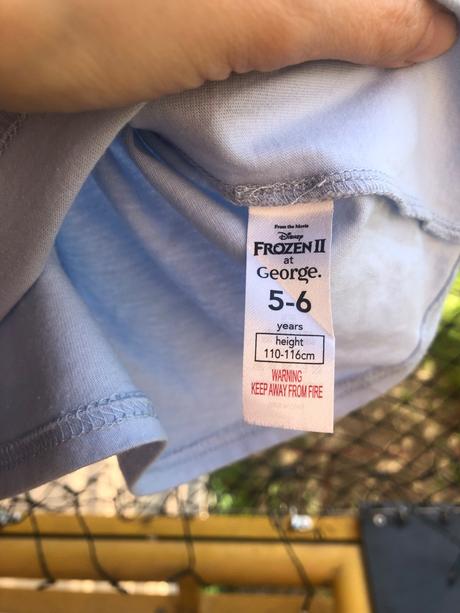 From the Movie
Disney
FROZEN II
at
George.
5-6
years
height
110-116cm
WARNING
KEEP AWAY FROM FIRE